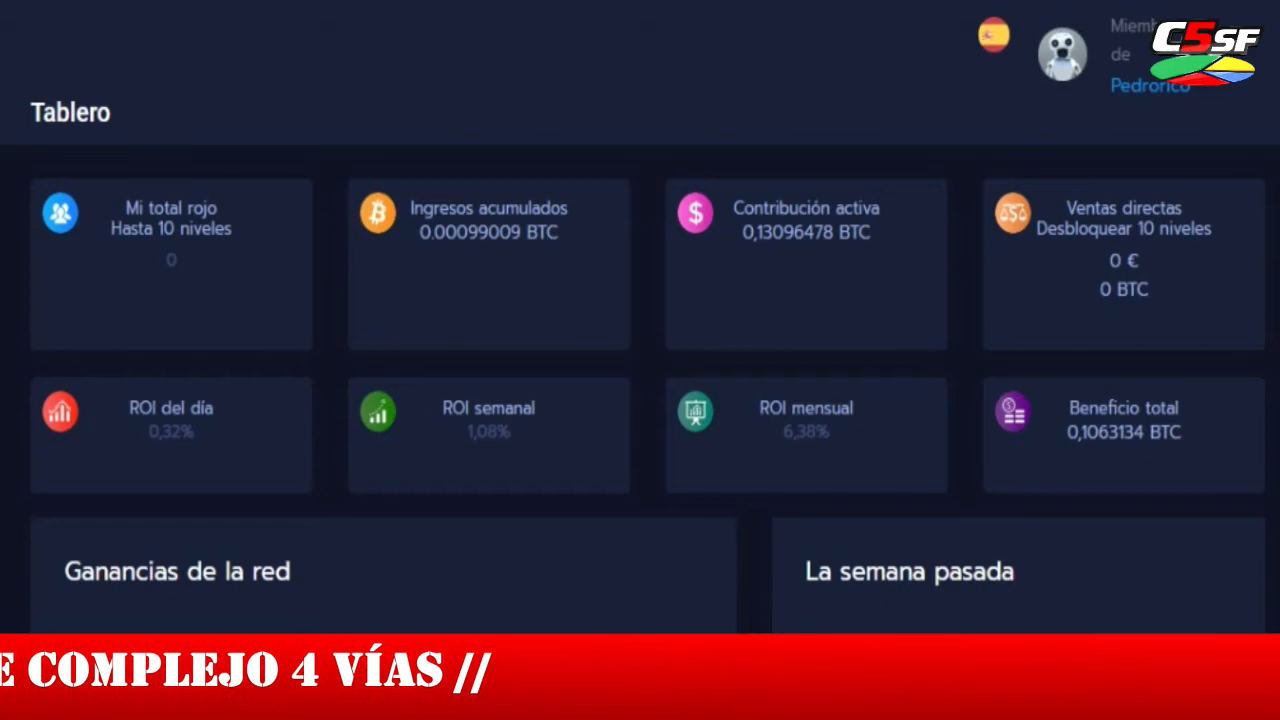 Miemb
de
Pedrorico
C5SF
Tablero
Mi total rojo
Hasta 10 niveles
0
Ingresos acumulados
0.00099009 BTC
Contribución activa
0,13096478 BTC
Ventas directas
Desbloquear 10 niveles
0 €
0 BTC
ROI del día
0,32%
ROI semanal
1,08%
ROI mensual
6,38%
Beneficio total
0,1063134 BTC
Ganancias de la red
La semana pasada
E COMPLEJO 4 VÍAS //